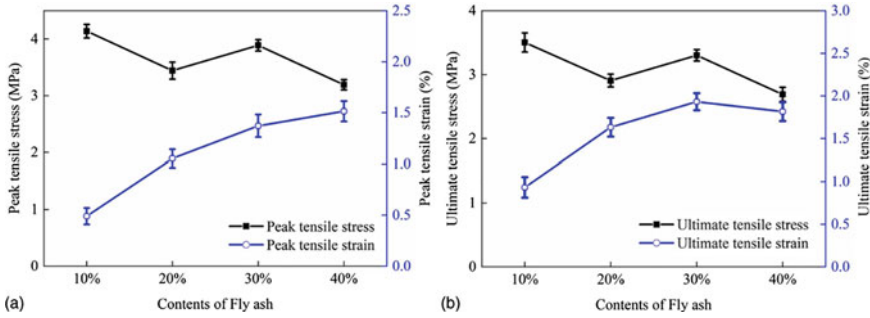 Peak tensile stress (MPa)
4
3
2
1
0
Peak tensile stress
Peak tensile strain
10% 20% 30% 40%
Contents of Fly ash
2.5
2.0
1.5
1.0
0.5
0.0
Peak tensile strain (%)
(a)
Ultimate tensile stress (MPa)
4
3
2
1
0
Ultimate tensile stress
Ultimate tensile strain
10% 20% 30% 40%
Contents of Fly ash
3.0
2.5
2.0
1.5
1.0
0.5
0.0
Ultimate tensile strain (%)
(b)